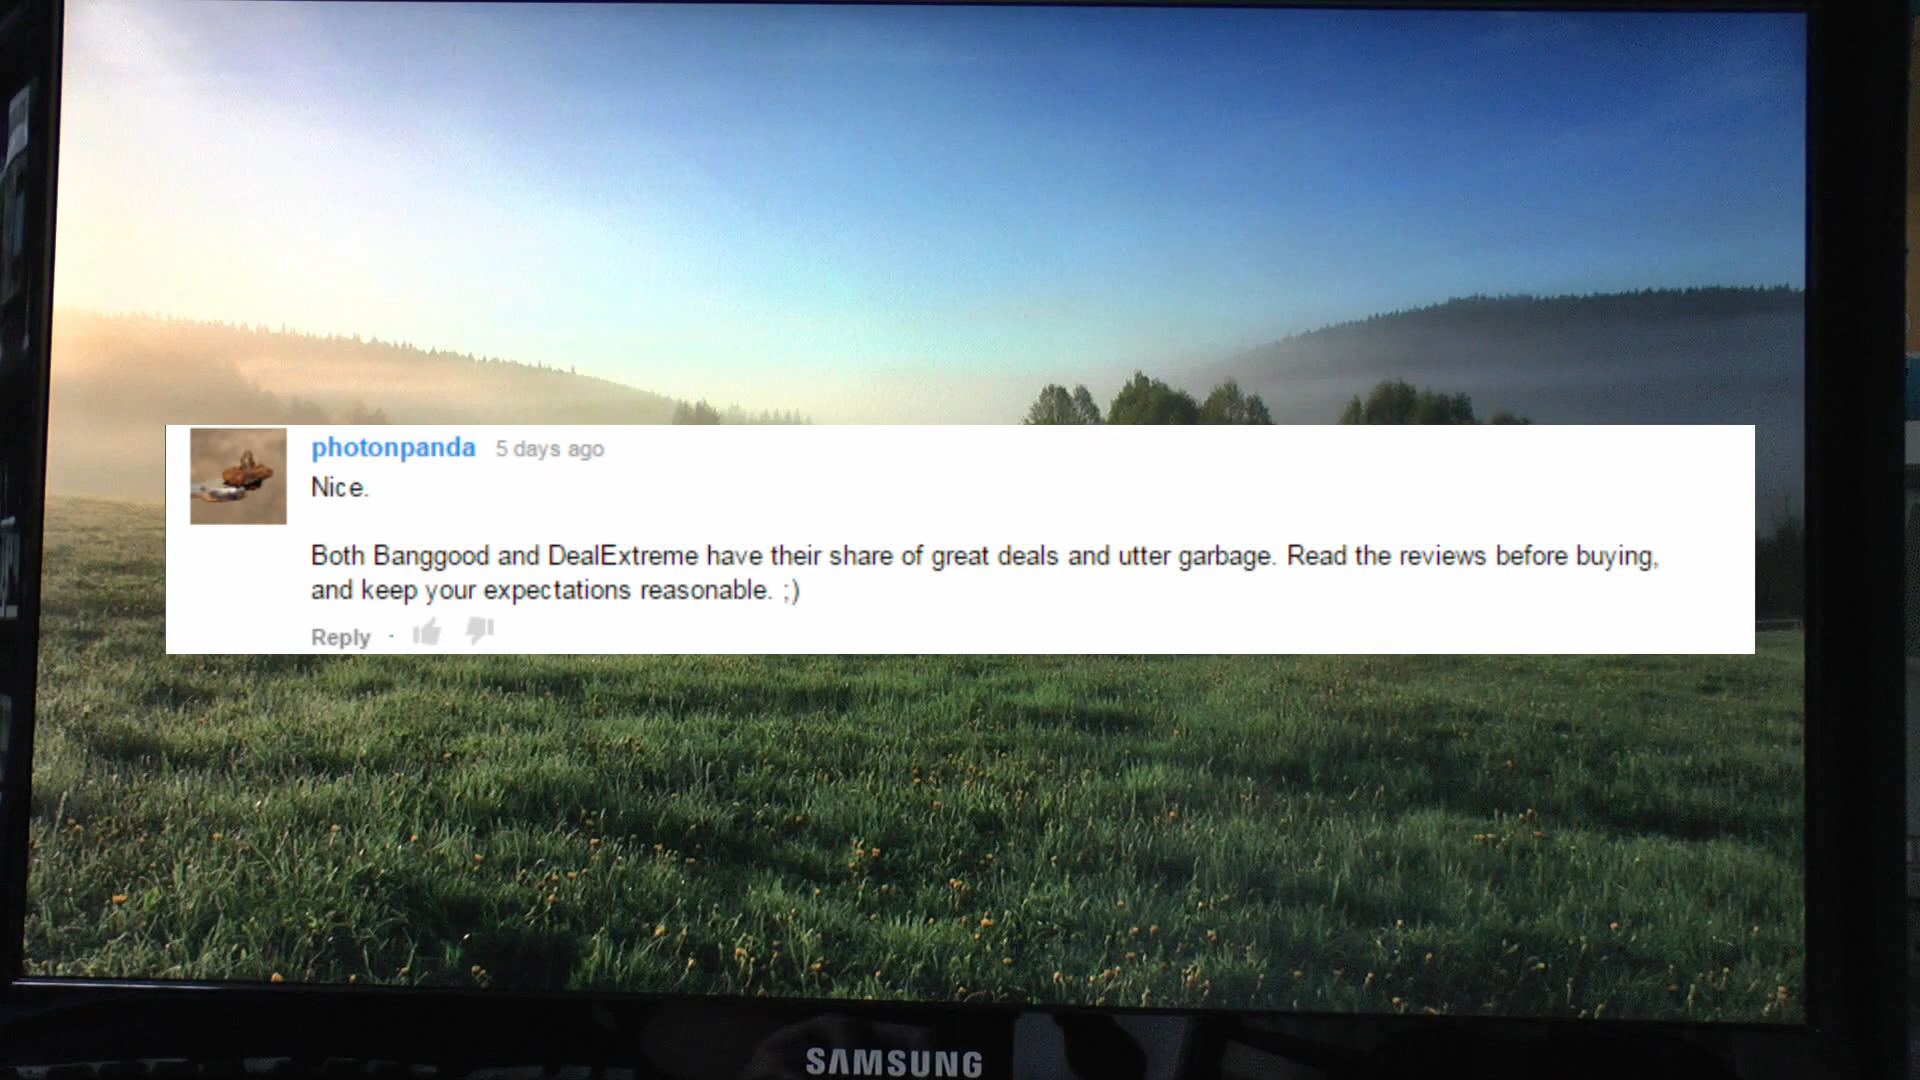 photonpanda 5 days ago
Nice.
Both Banggood and DealExtreme have their share of great deals and utter garbage. Read the reviews before buying,
and keep your expectations reasonable. ;)
Reply ·
SAMSUNG